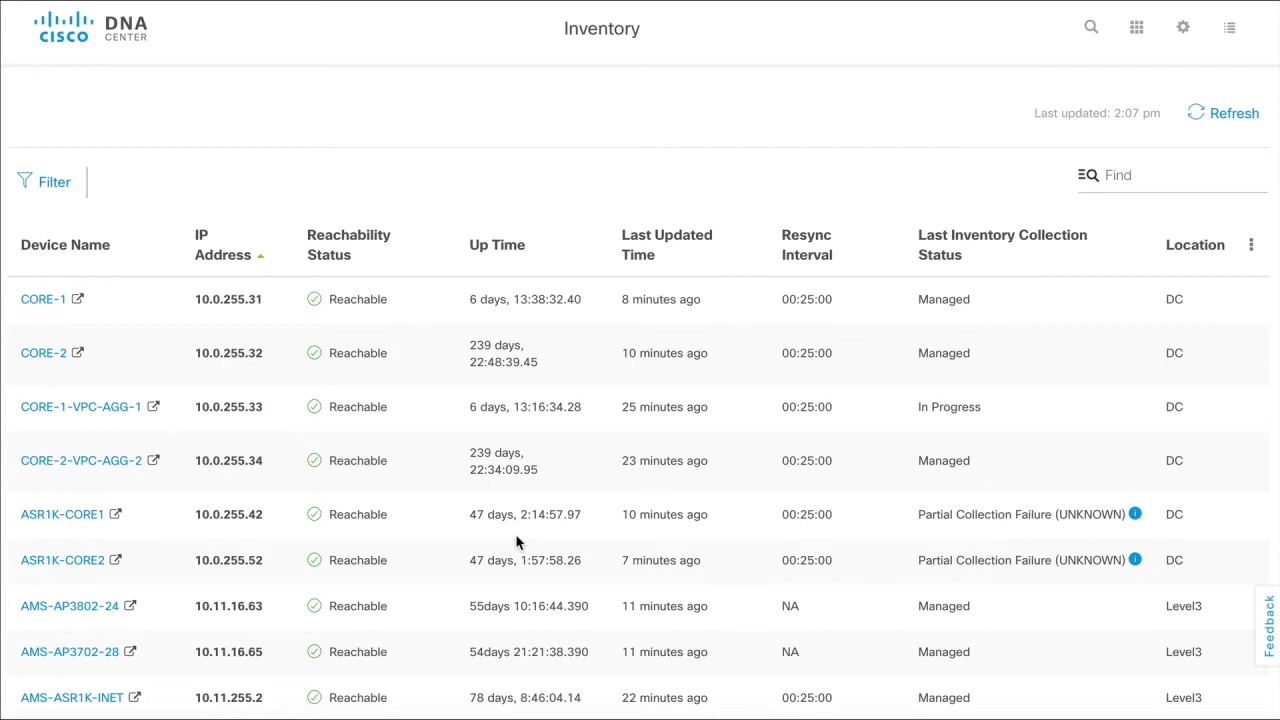 CISCO DNA CENTER
Inventory
Last updated: 2:07 pm Refresh
Filter
Find
Device Name IP Address Reachability Status Up Time Last Updated Time Resync Interval Last Inventory Collection Status Location
CORE-1 10.0.255.31 Reachable 6 days, 13:38:32.40 8 minutes ago 00:25:00 Managed DC
CORE-2 10.0.255.32 Reachable 239 days, 22:48:39.45 10 minutes ago 00:25:00 Managed DC
CORE-1-VPC-AGG-1 10.0.255.33 Reachable 6 days, 13:16:34.28 25 minutes ago 00:25:00 In Progress DC
CORE-2-VPC-AGG-2 10.0.255.34 Reachable 239 days, 22:34:09.95 23 minutes ago 00:25:00 Managed DC
ASR1K-CORE1 10.0.255.42 Reachable 47 days, 2:14:57.97 10 minutes ago 00:25:00 Partial Collection Failure (UNKNOWN) DC
ASR1K-CORE2 10.0.255.52 Reachable 47 days, 1:57:58.26 7 minutes ago 00:25:00 Partial Collection Failure (UNKNOWN) DC
AMS-AP3802-24 10.11.16.63 Reachable 55days 10:16:44.390 11 minutes ago NA Managed Level3
AMS-AP3702-28 10.11.16.65 Reachable 54days 21:21:38.390 11 minutes ago NA Managed Level3
AMS-ASR1K-INET 10.11.255.2 Reachable 78 days, 8:46:04.14 22 minutes ago 00:25:00 Managed Level3
Feedback